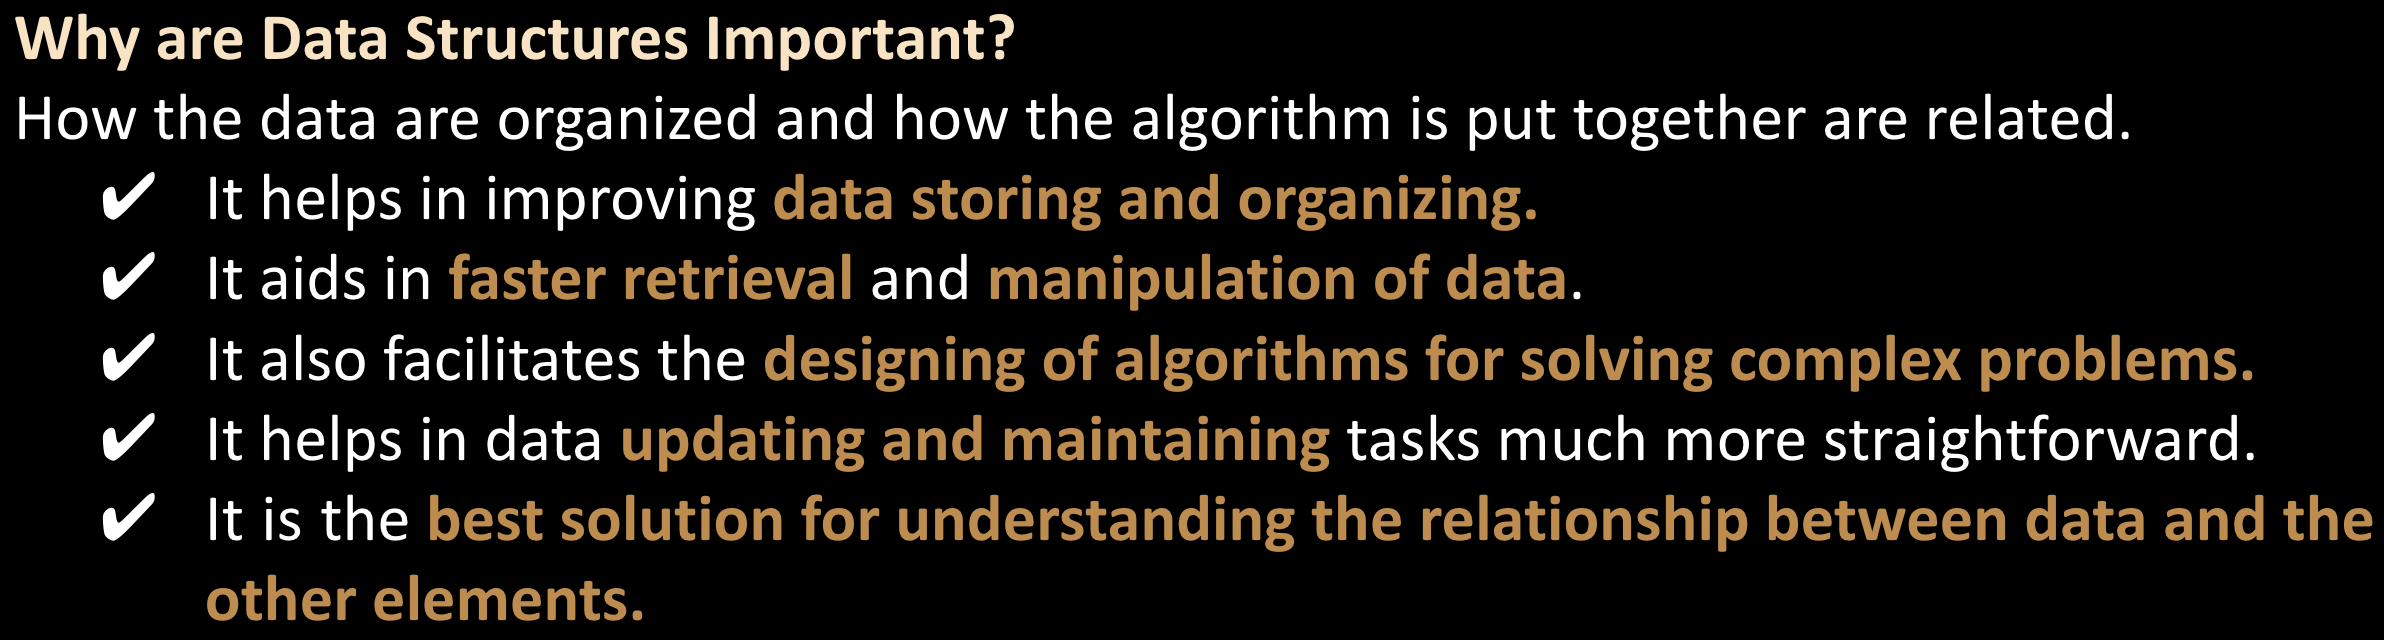 Why are Data Structures Important?
How the data are organized and how the algorithm is put together are related.
✔ It helps in improving data storing and organizing.
✔ It aids in faster retrieval and manipulation of data.
✔ It also facilitates the designing of algorithms for solving complex problems.
✔ It helps in data updating and maintaining tasks much more straightforward.
✔ It is the best solution for understanding the relationship between data and the
other elements.